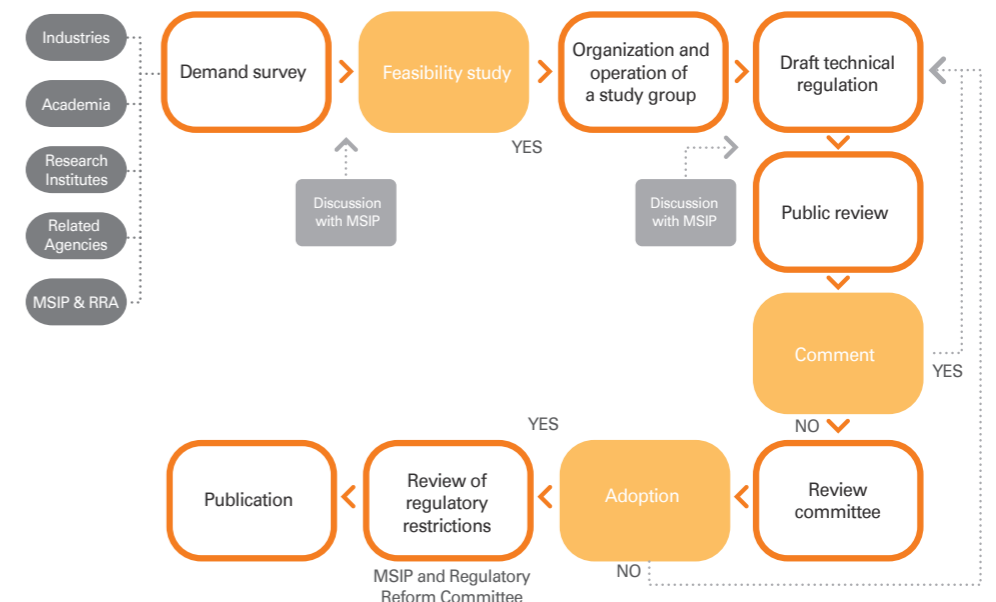 Industries
Academia
Research
Institutes
Related
Agencies
MSIP & RRA
Demand survey
Feasibility study
YES
Discussion
with MSIP
Organization and
operation of
a study group
Discussion
with MSIP
Draft technical
regulation
Public review
Comment
YES
NO
Review
committee
Adoption
YES
NO
Review of
regulatory
restrictions
MSIP and Regulatory
Reform Committee
Publication